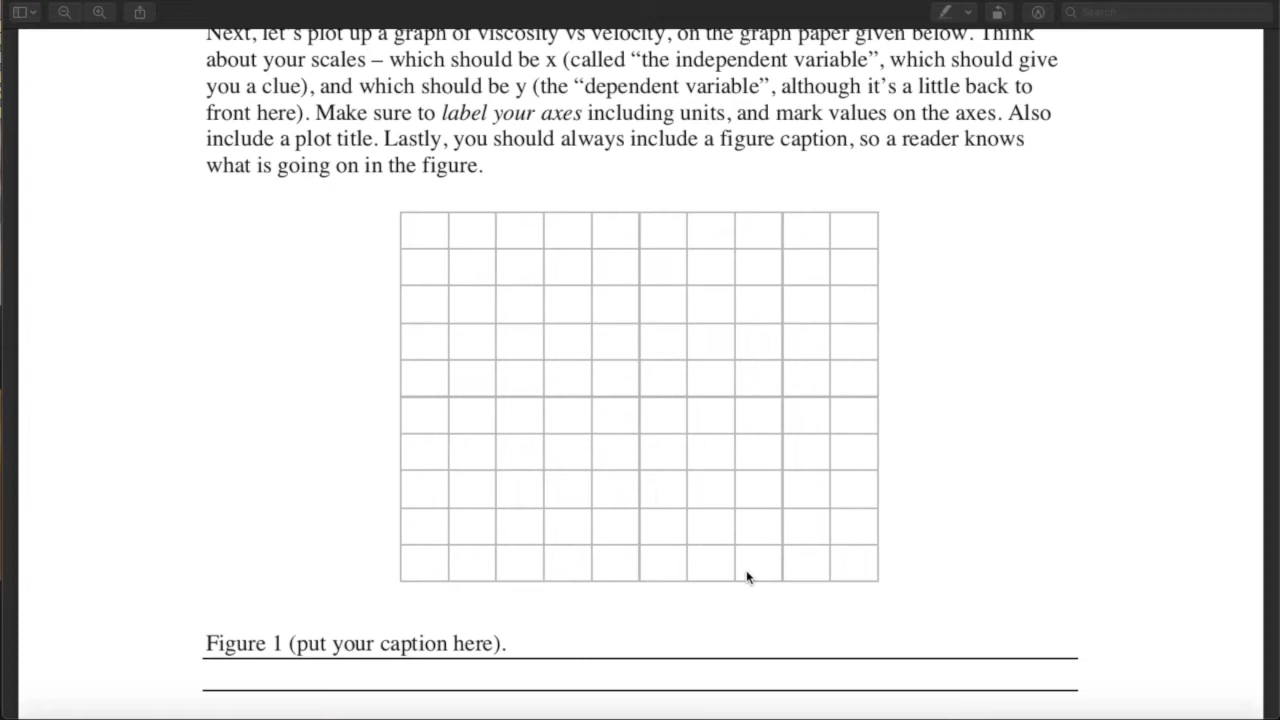 Search
Next, let's plot up a graph of viscosity vs velocity, on the graph paper given below. Think
about your scales – which should be x (called “the independent variable”, which should give
you a clue), and which should be y (the “dependent variable”, although it's a little back to
front here). Make sure to label your axes including units, and mark values on the axes. Also
include a plot title. Lastly, you should always include a figure caption, so a reader knows
what is going on in the figure.
Figure 1 (put your caption here).